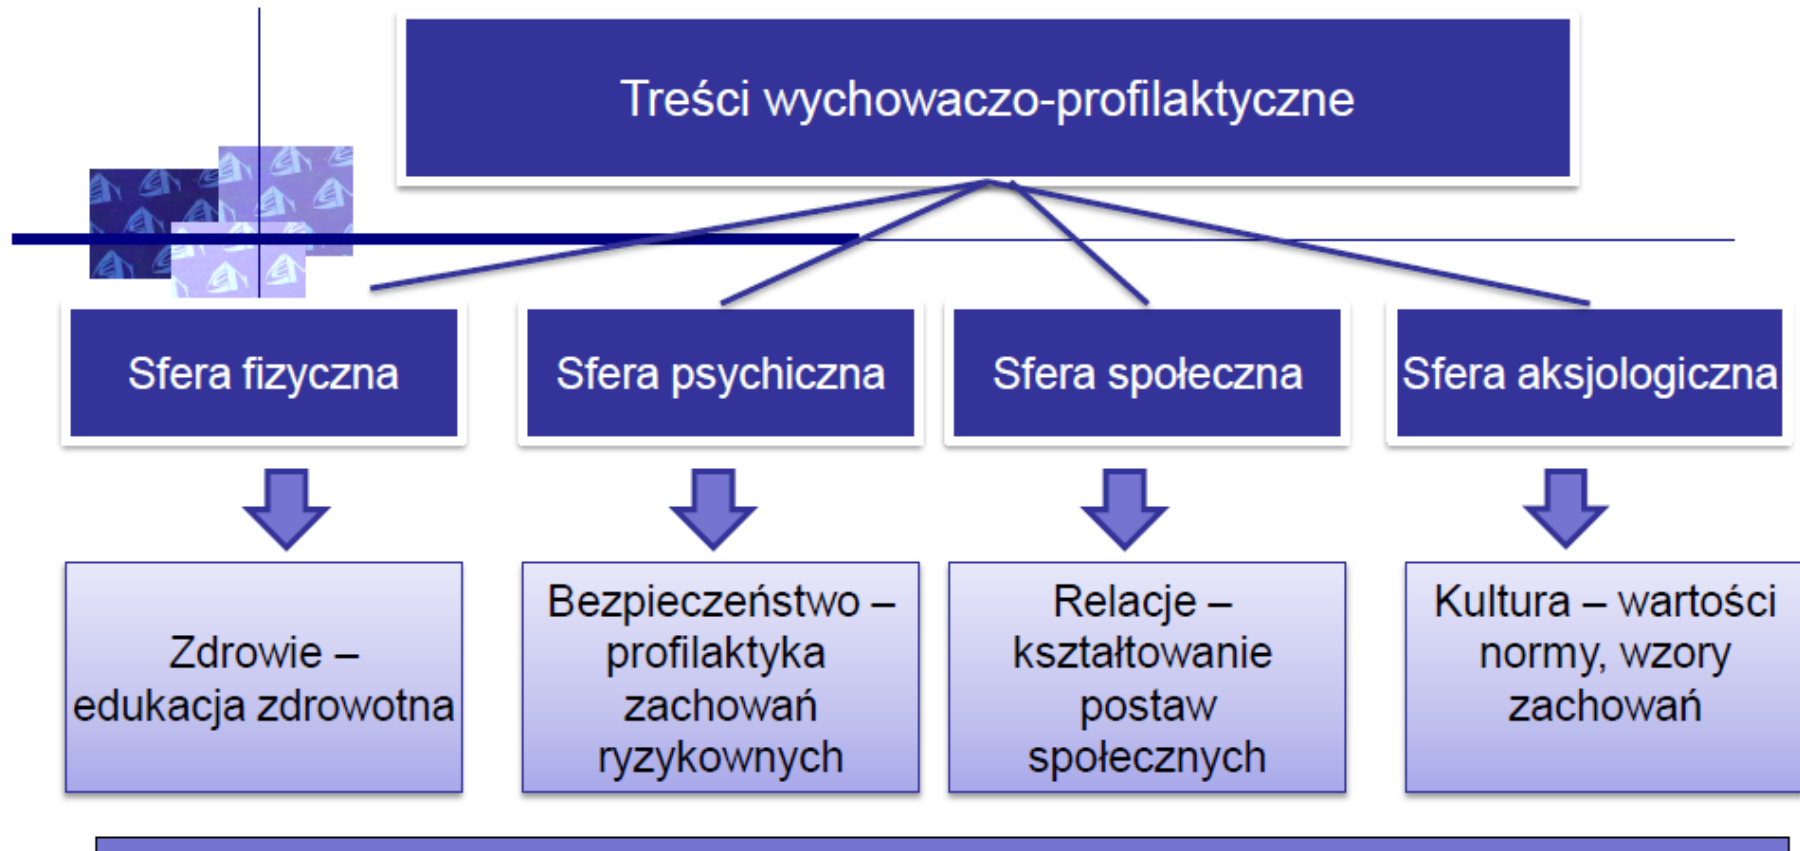 Treści wychowaczo-profilaktyczne
Sfera fizyczna
Sfera psychiczna
Sfera społeczna
Sfera aksjologiczna
Zdrowie –
edukacja zdrowotna
Bezpieczeństwo –
profilaktyka
zachowań
ryzykownych
Relacje –
kształtowanie
postaw
społecznych
Kultura – wartości
normy, wzory
zachowań